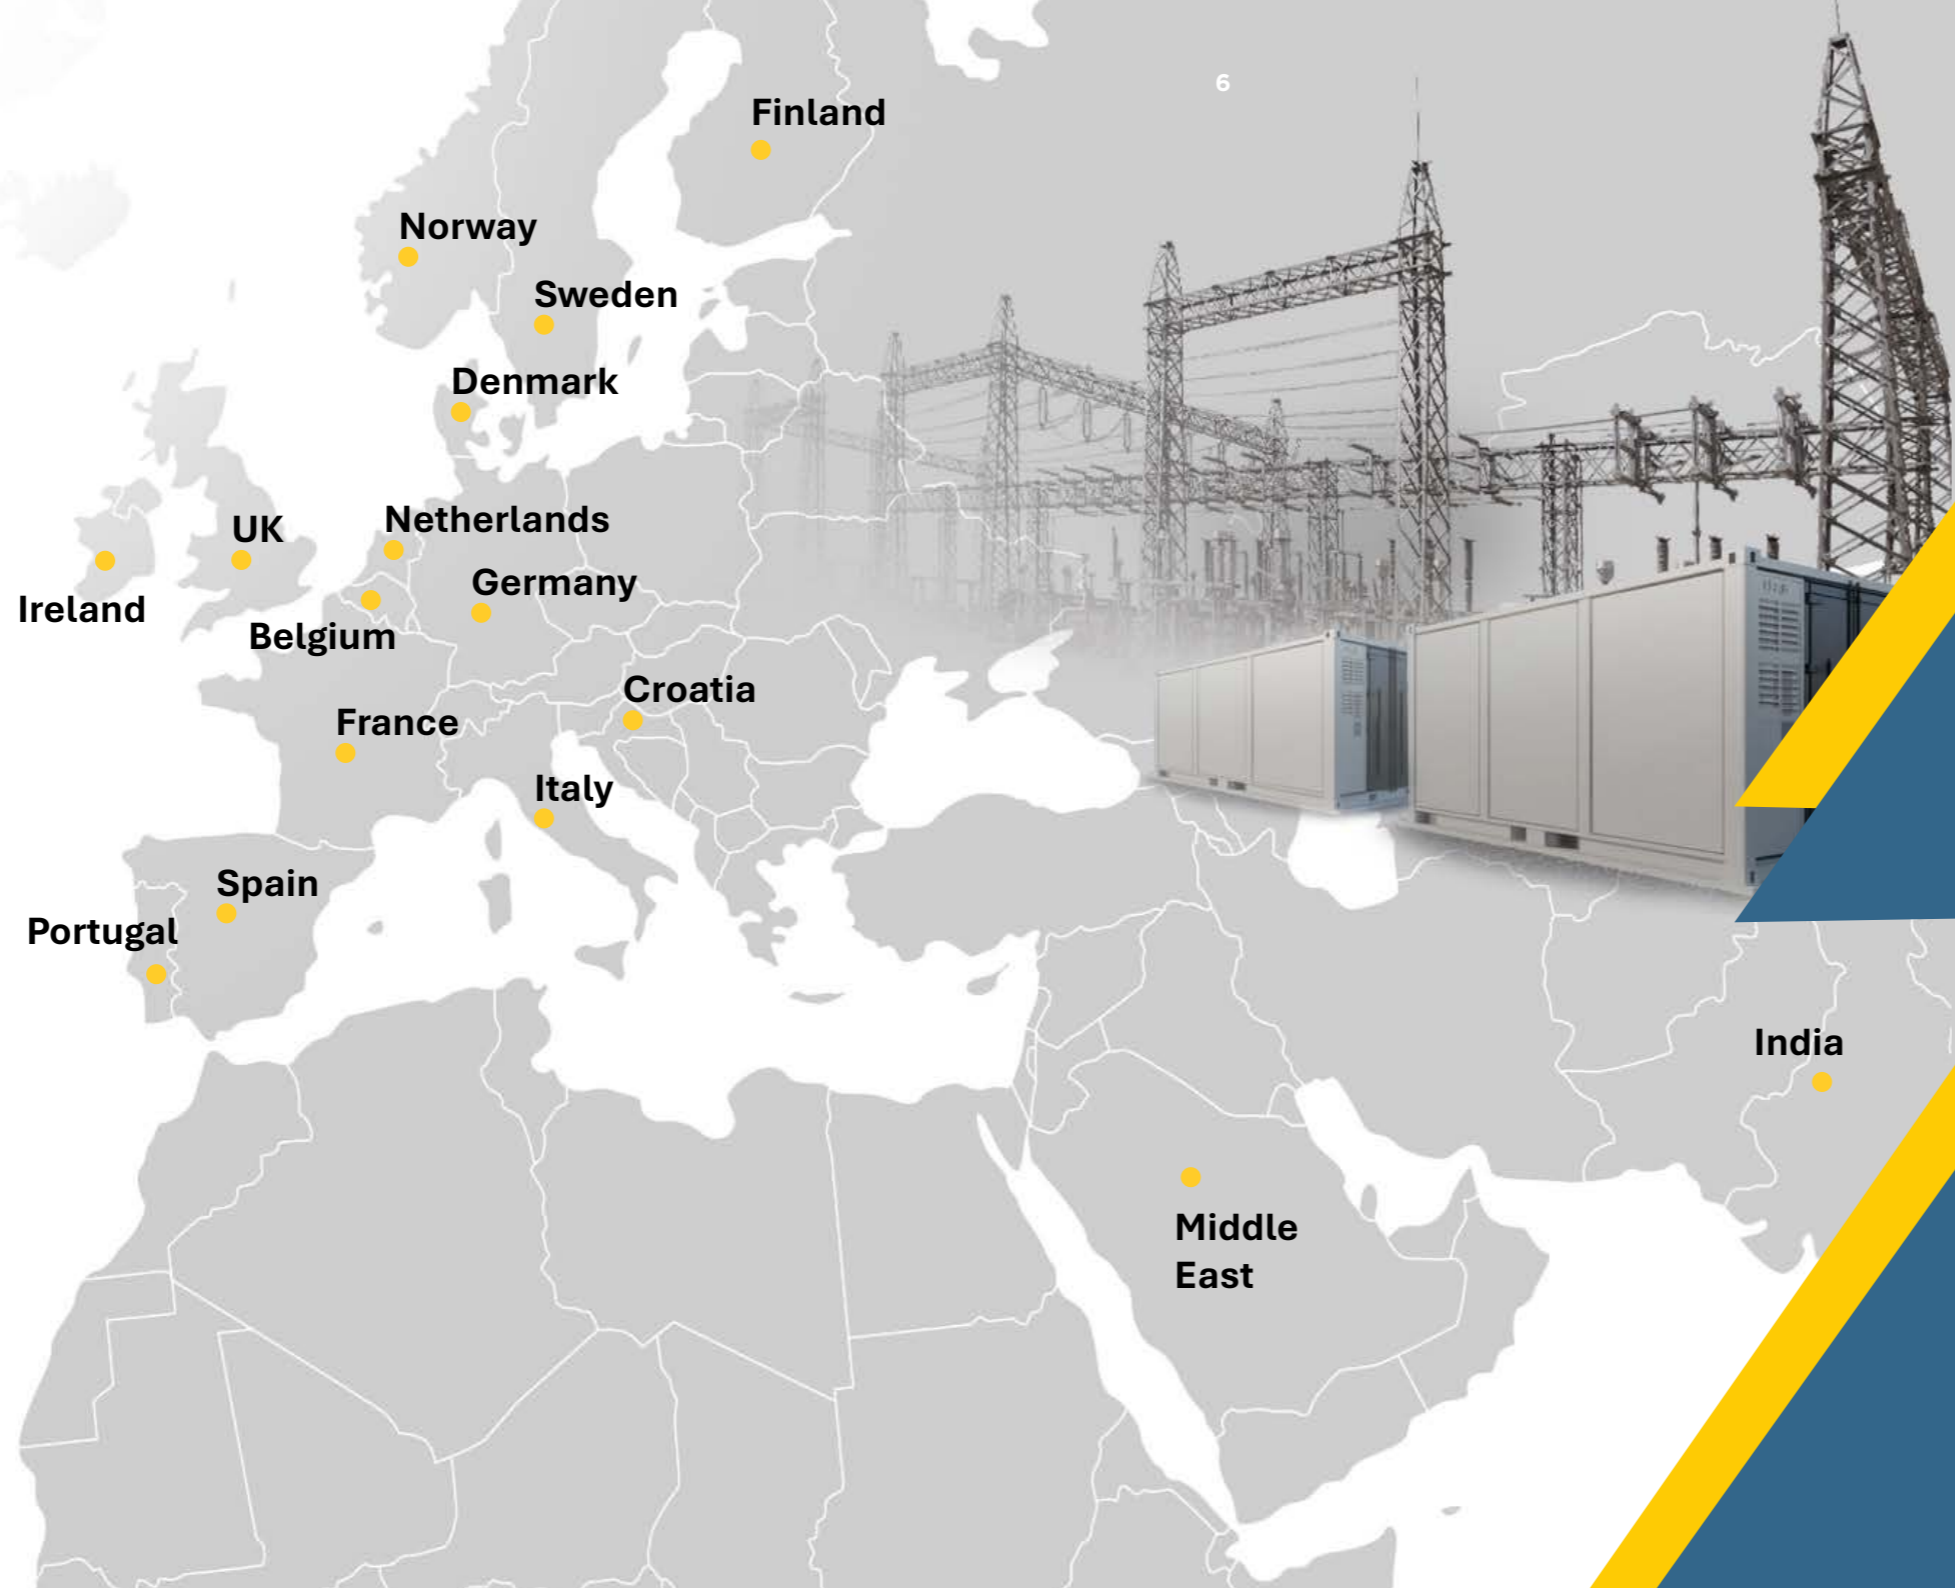 6
Finland
Norway
Sweden
Denmark
Netherlands
UK
Germany
Ireland
Belgium
Croatia
France
Italy
Spain
Portugal
India
Middle
East